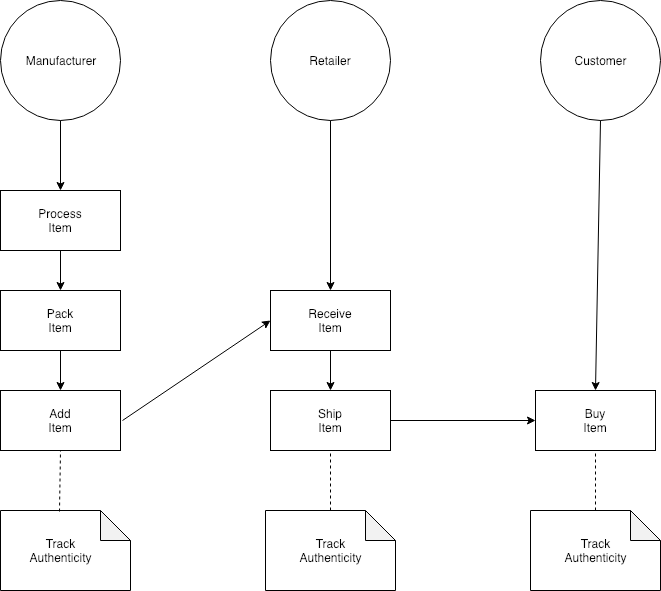 Manufacturer
Retailer
Customer
Process
Item
Pack
Item
Receive
Item
Add
Item
Ship
Item
Buy
Item
Track
Authenticity
Track
Authenticity
Track
Authenticity